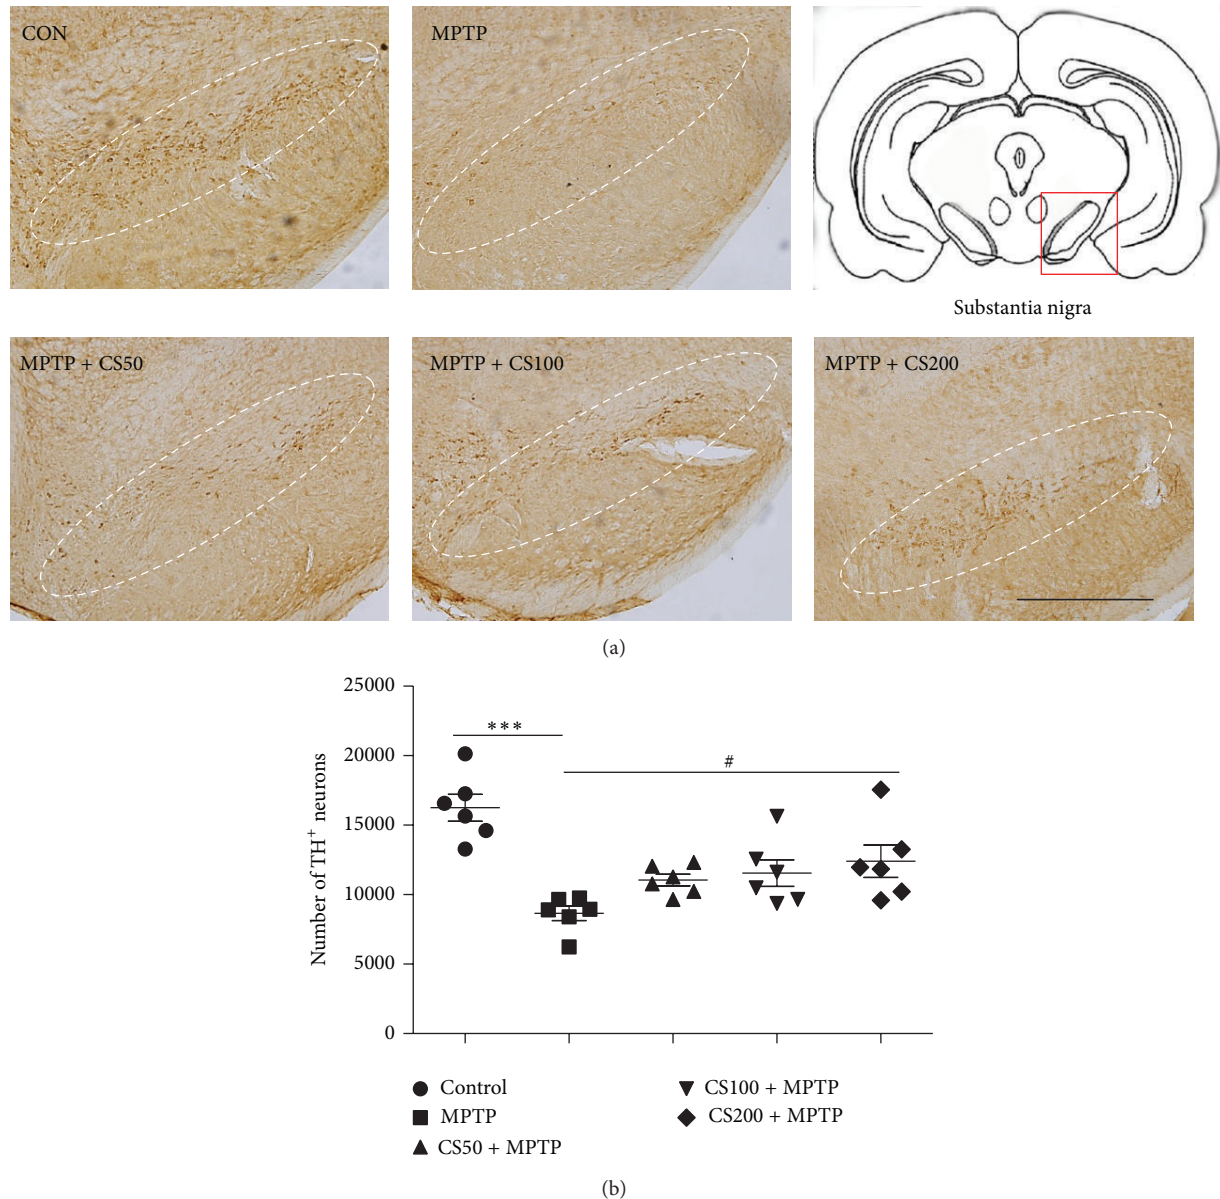 CON
MPTP
Substantia nigra
MPTP + CS50
MPTP + CS100
MPTP + CS200
(a)
25000
20000
15000
10000
5000
0
Number of TH⁺ neurons
***
#
Control
MPTP
CS50 + MPTP
CS100 + MPTP
CS200 + MPTP
(b)